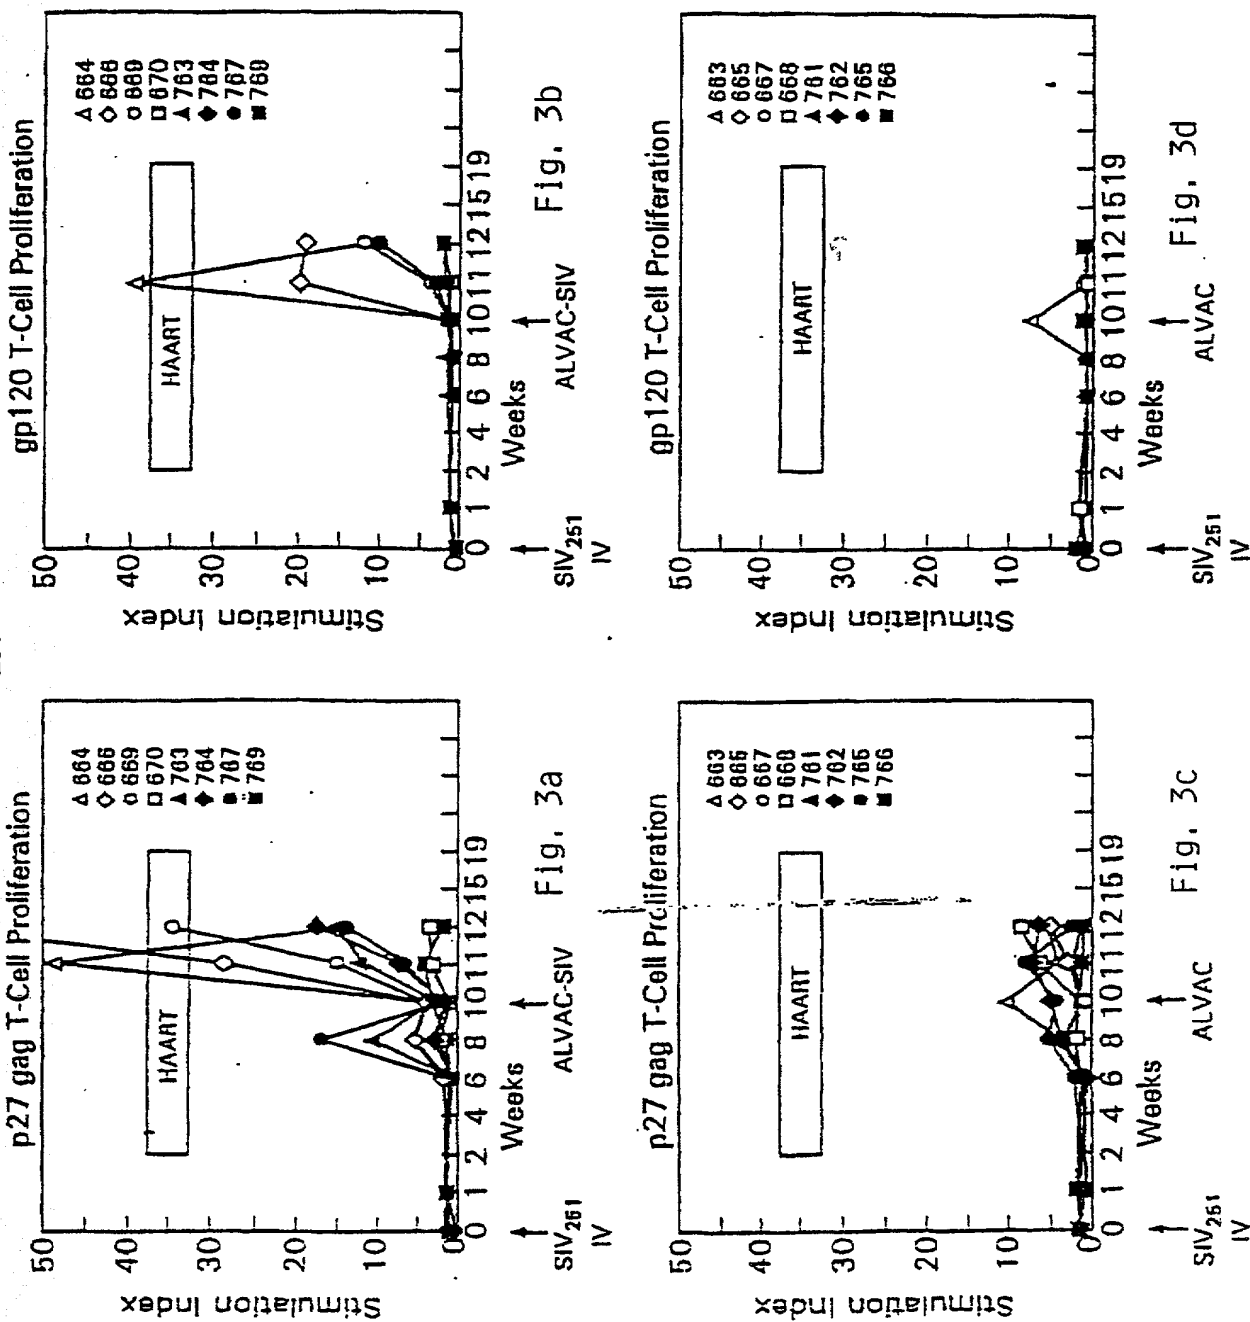 p27 gag T-Cell Proliferation
Stimulation Index
50
40
30
20
10
0
HAART
△ 664
◇ 666
○ 669
□ 670
▲ 763
◆ 764
● 767
■ 769
0 1 2 4 6 8 10 11 12 15 19
Weeks
SIV251
IV
ALVAC-SIV
Fig. 3a
gp120 T-Cell Proliferation
Stimulation Index
50
40
30
20
10
0
HAART
△ 664
◇ 666
○ 669
□ 670
▲ 763
◆ 764
● 767
■ 769
0 1 2 4 6 8 10 11 12 15 19
Weeks
SIV251
IV
ALVAC-SIV
Fig. 3b
p27 gag T-Cell Proliferation
Stimulation Index
50
40
30
20
10
0
HAART
△ 663
◇ 665
○ 667
□ 668
▲ 761
◆ 762
● 765
■ 766
0 1 2 4 6 8 10 11 12 15 19
Weeks
SIV251
IV
ALVAC
Fig. 3c
gp120 T-Cell Proliferation
Stimulation Index
50
40
30
20
10
0
HAART
△ 663
◇ 665
○ 667
□ 668
▲ 761
◆ 762
● 765
■ 766
0 1 2 4 6 8 10 11 12 15 19
Weeks
SIV251
IV
ALVAC
Fig. 3d